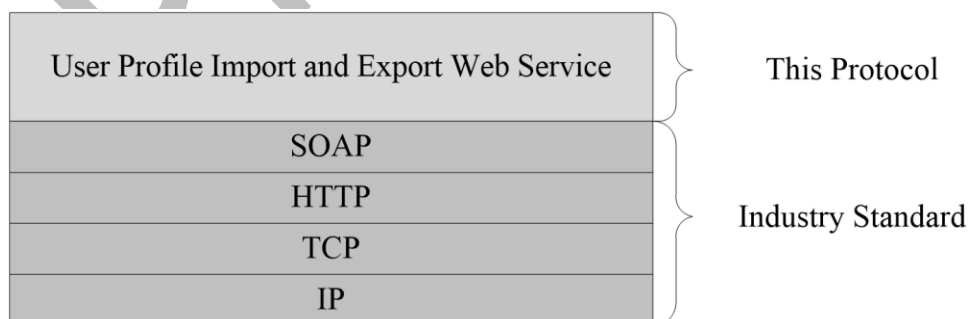 User Profile Import and Export Web Service
This Protocol
SOAP
HTTP
Industry Standard
TCP
IP